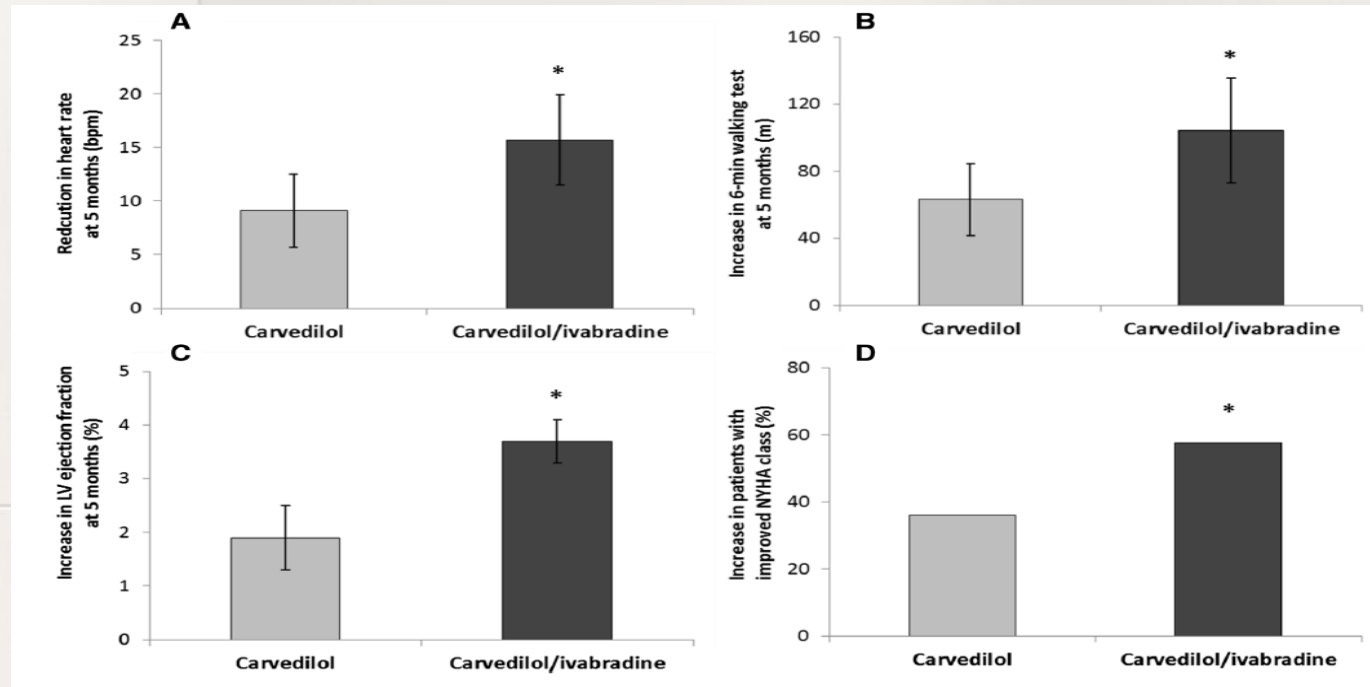 A
Redcution in heart rate
at 5 months (bpm)
25
20
15
10
5
0
*
Carvedilol
Carvedilol/ivabradine
B
Increase in 6-min walking test
at 5 months (m)
160
120
80
40
0
*
Carvedilol
Carvedilol/ivabradine
C
Increase in LV ejection fraction
at 5 months (%)
5
4
3
2
1
0
*
Carvedilol
Carvedilol/ivabradine
D
Increase in patients with
improved NYHA class (%)
80
60
40
20
0
*
Carvedilol
Carvedilol/ivabradine